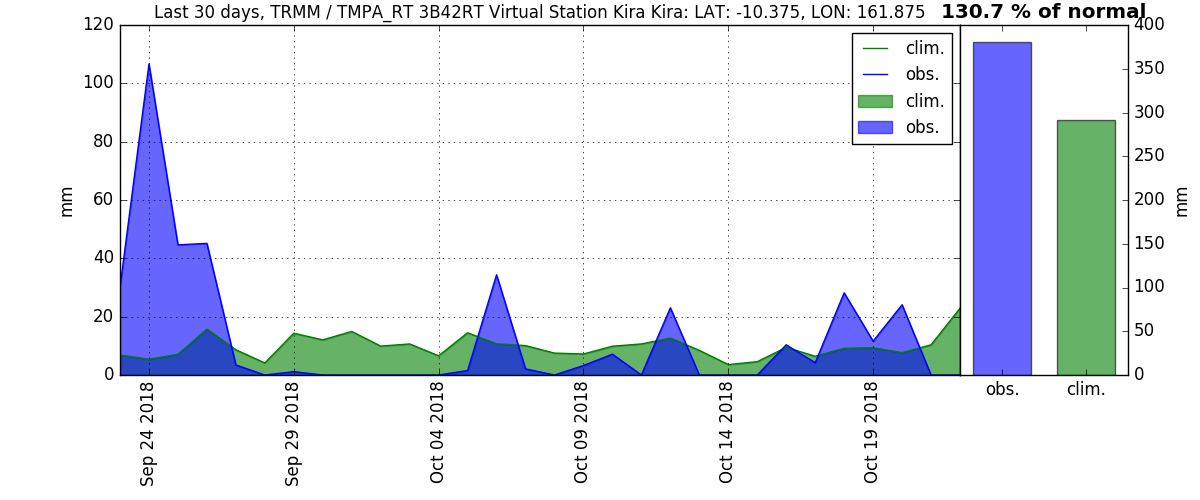 Last 30 days, TRMM / TMPA_RT 3B42RT Virtual Station Kira Kira: LAT: -10.375, LON: 161.875
130.7 % of normal
120
100
80
60
40
20
0
mm
clim.
obs.
clim.
obs.
400
350
300
250
200
150
100
50
0
mm
obs.
clim.
Sep 24 2018
Sep 29 2018
Oct 04 2018
Oct 09 2018
Oct 14 2018
Oct 19 2018